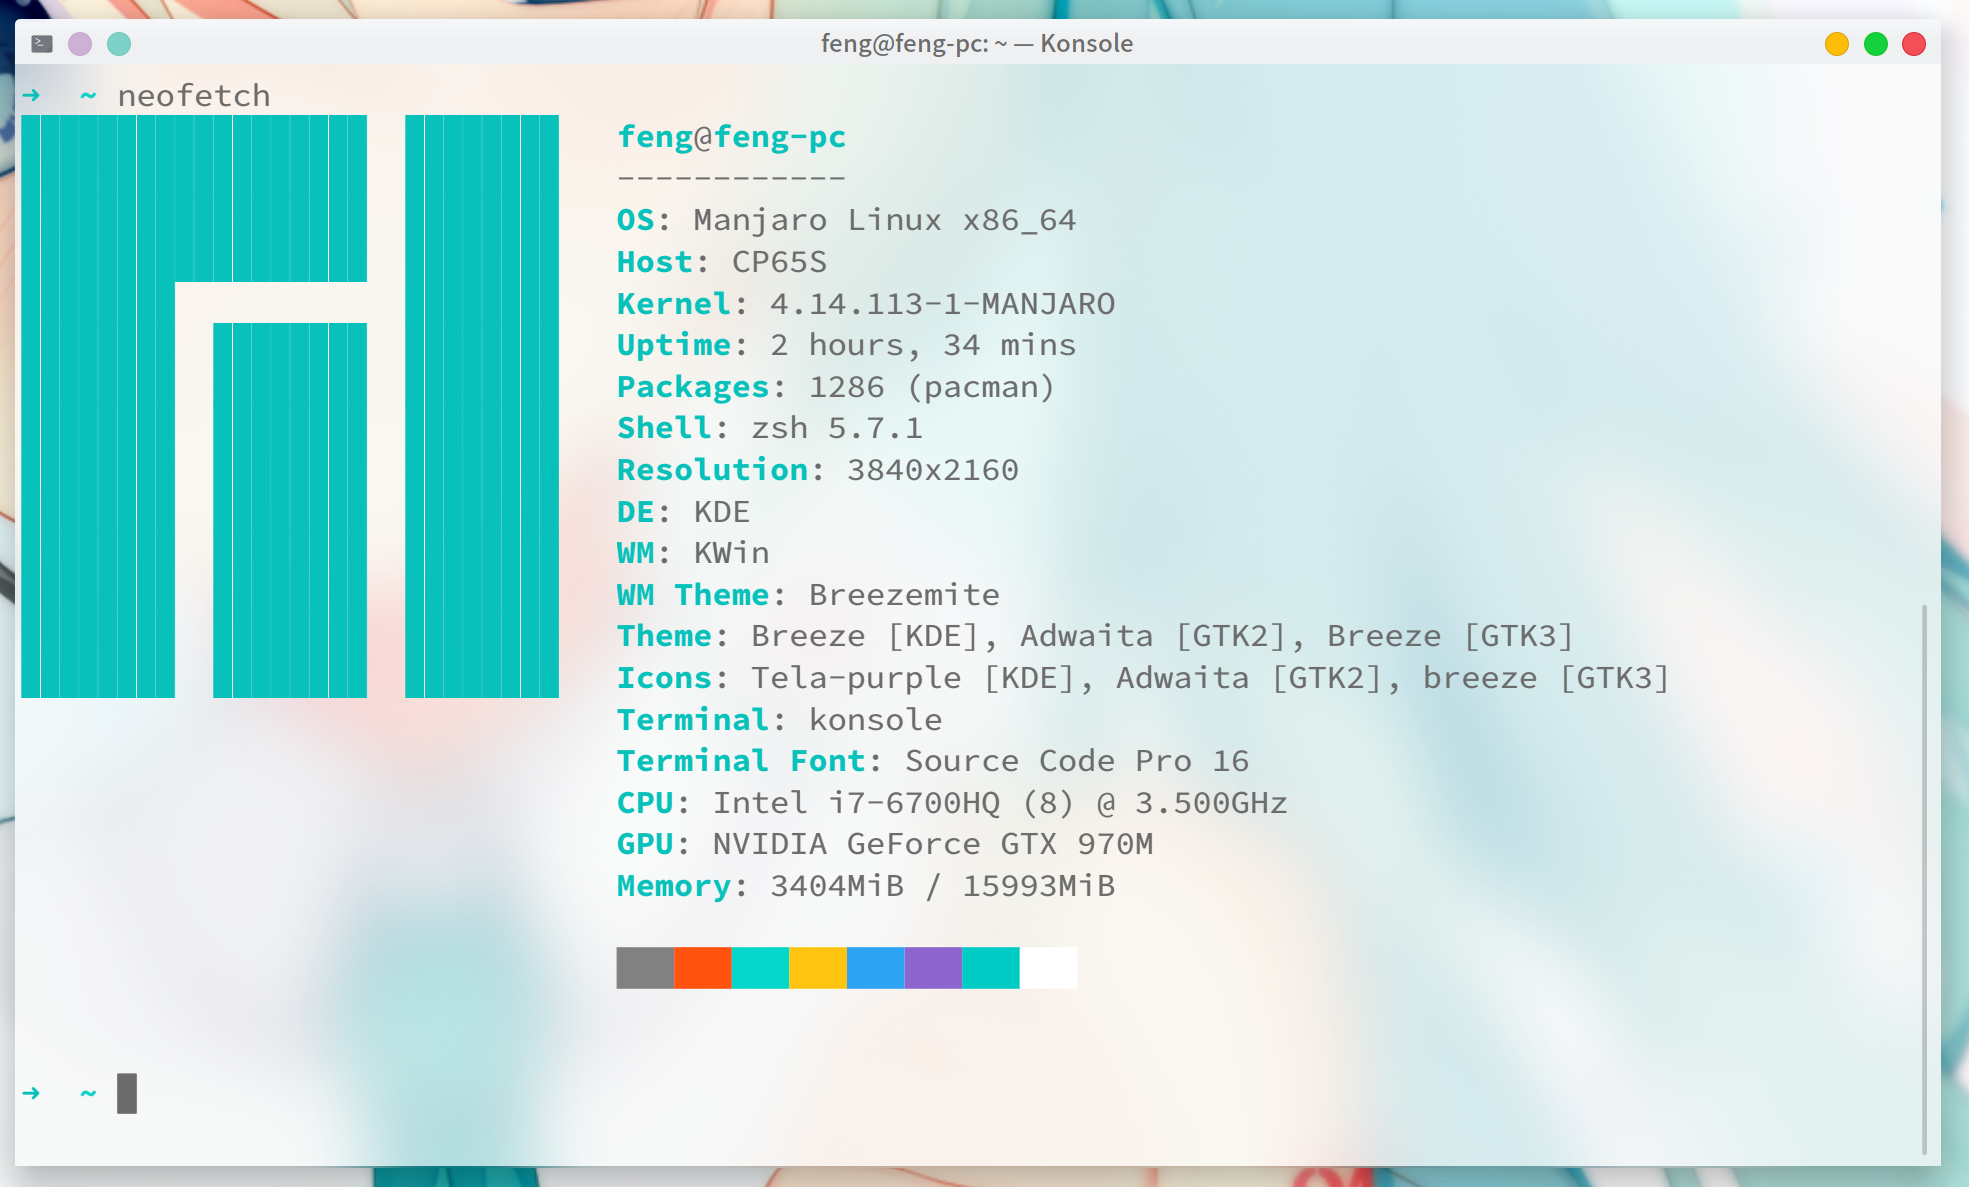 feng@feng-pc: ~ — Konsole
➜ ~ neofetch
feng@feng-pc
------------
OS: Manjaro Linux x86_64
Host: CP65S
Kernel: 4.14.113-1-MANJARO
Uptime: 2 hours, 34 mins
Packages: 1286 (pacman)
Shell: zsh 5.7.1
Resolution: 3840x2160
DE: KDE
WM: KWin
WM Theme: Breezemite
Theme: Breeze [KDE], Adwaita [GTK2], Breeze [GTK3]
Icons: Tela-purple [KDE], Adwaita [GTK2], breeze [GTK3]
Terminal: konsole
Terminal Font: Source Code Pro 16
CPU: Intel i7-6700HQ (8) @ 3.500GHz
GPU: NVIDIA GeForce GTX 970M
Memory: 3404MiB / 15993MiB
➜ ~